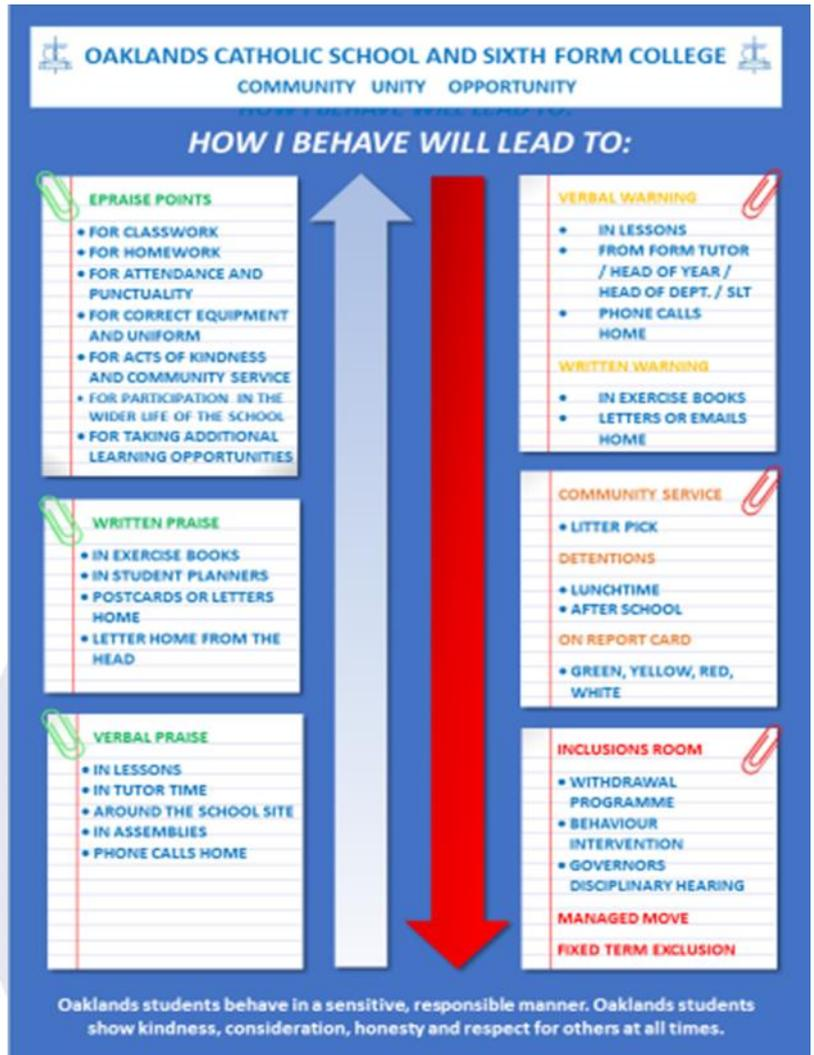 OAKLANDS CATHOLIC SCHOOL AND SIXTH FORM COLLEGE
COMMUNITY UNITY OPPORTUNITY
HOW I BEHAVE WILL LEAD TO:
HOW I BEHAVE WILL LEAD TO:
EPRAISE POINTS
• FOR CLASSWORK
• FOR HOMEWORK
• FOR ATTENDANCE AND
PUNCTUALITY
• FOR CORRECT EQUIPMENT
AND UNIFORM
• FOR ACTS OF KINDNESS
AND COMMUNITY SERVICE
• FOR PARTICIPATION IN THE
WIDER LIFE OF THE SCHOOL
• FOR TAKING ADDITIONAL
LEARNING OPPORTUNITIES
WRITTEN PRAISE
• IN EXERCISE BOOKS
• IN STUDENT PLANNERS
• POSTCARDS OR LETTERS
HOME
• LETTER HOME FROM THE
HEAD
VERBAL PRAISE
• IN LESSONS
• IN TUTOR TIME
• AROUND THE SCHOOL SITE
• IN ASSEMBLIES
• PHONE CALLS HOME
VERBAL WARNING
• IN LESSONS
• FROM FORM TUTOR
/ HEAD OF YEAR /
HEAD OF DEPT. / SLT
• PHONE CALLS
HOME
WRITTEN WARNING
• IN EXERCISE BOOKS
• LETTERS OR EMAILS
HOME
COMMUNITY SERVICE
• LITTER PICK
DETENTIONS
• LUNCHTIME
• AFTER SCHOOL
ON REPORT CARD
• GREEN, YELLOW, RED,
WHITE
INCLUSIONS ROOM
• WITHDRAWAL
PROGRAMME
• BEHAVIOUR
INTERVENTION
• GOVERNORS
DISCIPLINARY HEARING
MANAGED MOVE
FIXED TERM EXCLUSION
Oaklands students behave in a sensitive, responsible manner. Oaklands students
show kindness, consideration, honesty and respect for others at all times.